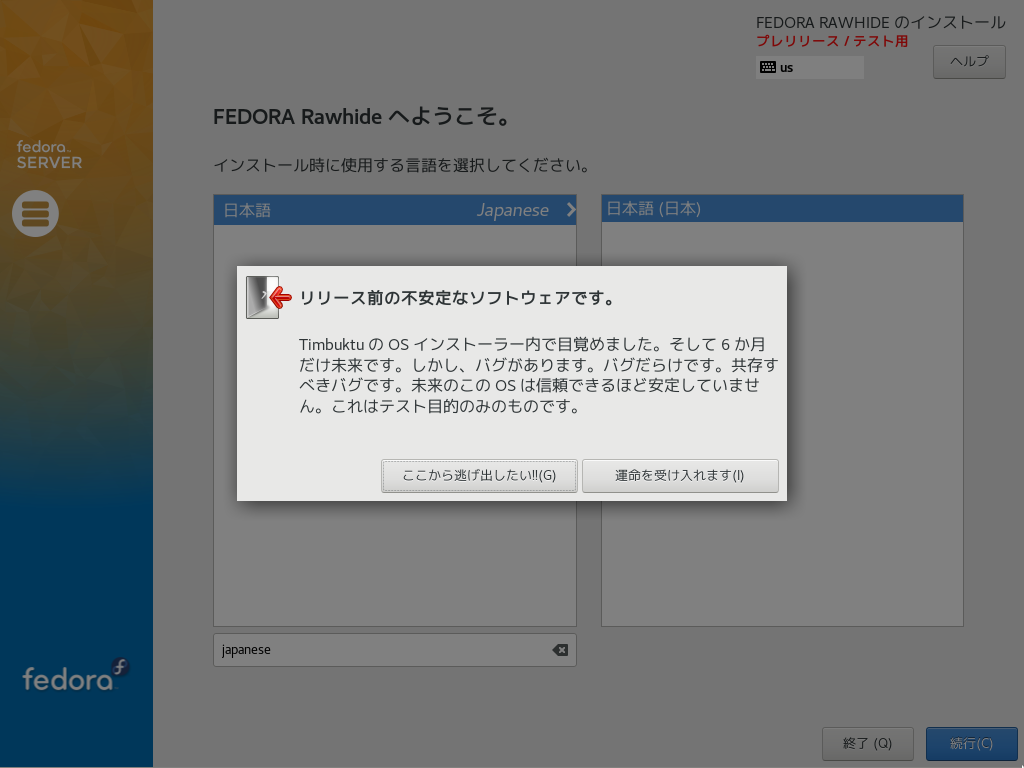 FEDORA RAWHIDE のインストール
プレリリース / テスト用
us
ヘルプ
fedora
SERVER
FEDORA Rawhide へようこそ。
インストール時に使用する言語を選択してください。
日本語 Japanese
日本語 (日本)
リリース前の不安定なソフトウェアです。
Timbuktu の OS インストーラー内で目覚めました。そして 6 か月
だけ未来です。しかし、バグがあります。バグだらけです。共存す
べきバグです。未来のこの OS は信頼できるほど安定していませ
ん。これはテスト目的のみのものです。
ここから逃げ出したい!!(G)
運命を受け入れます(I)
japanese
fedora
終了 (Q)
続行(C)